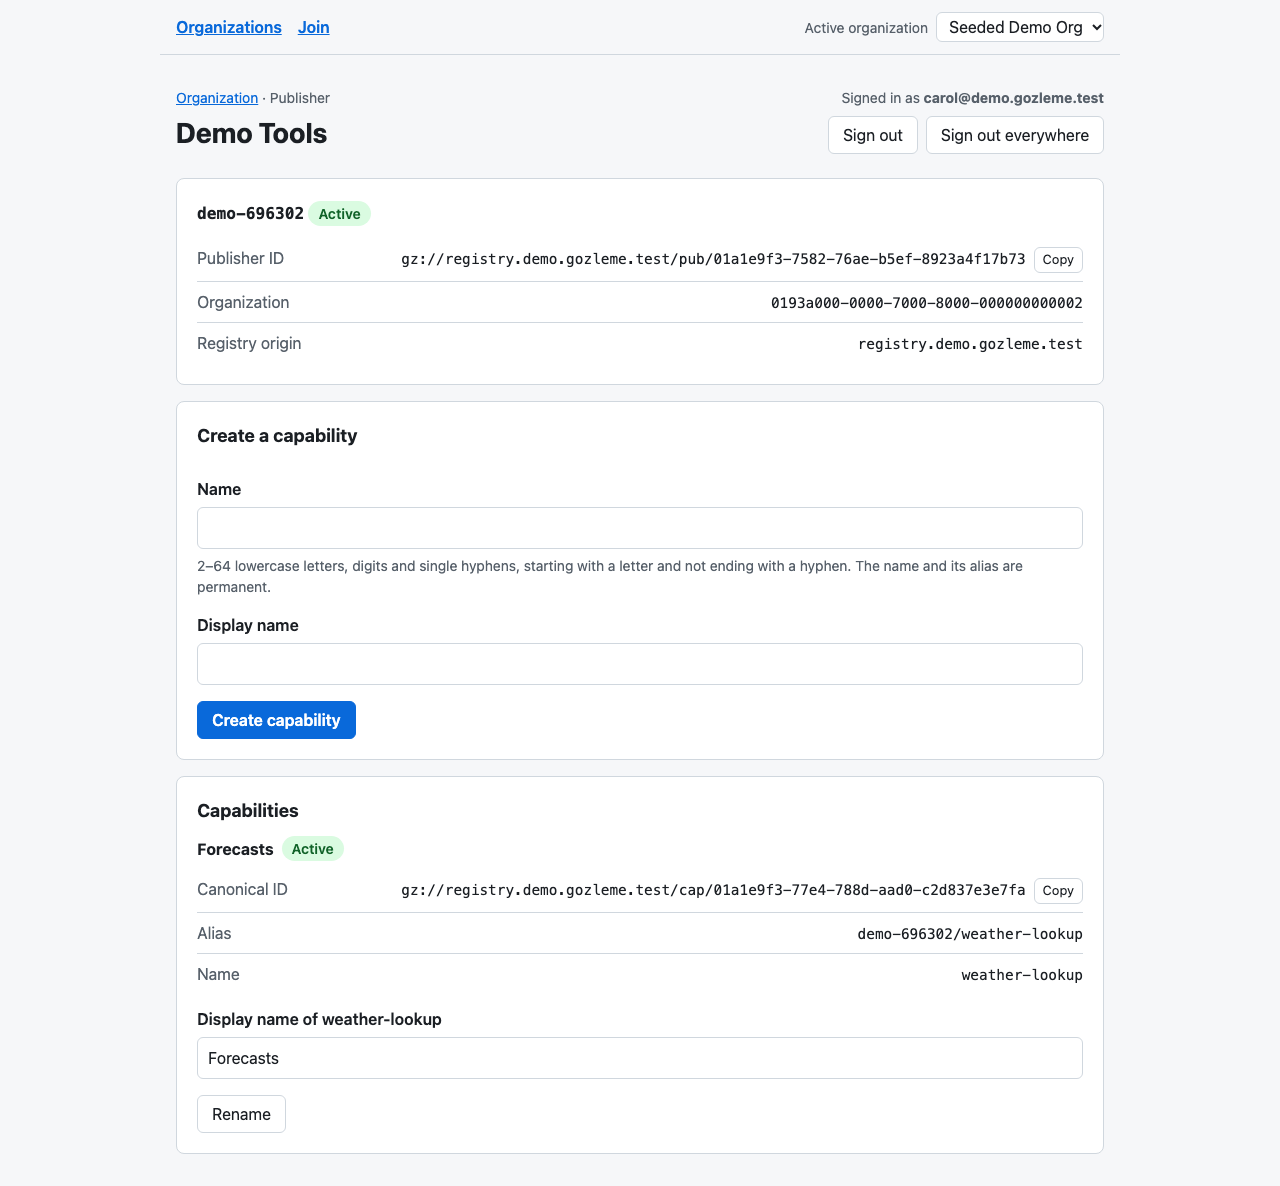 Organizations Join Active organization Seeded Demo Org
Organization · Publisher Signed in as carol@demo.gozleme.test
Demo Tools Sign out Sign out everywhere
demo-696302 Active
Publisher ID gz://registry.demo.gozleme.test/pub/01a1e9f3-7582-76ae-b5ef-8923a4f17b73 Copy
Organization 0193a000-0000-7000-8000-000000000002
Registry origin registry.demo.gozleme.test
Create a capability
Name
2–64 lowercase letters, digits and single hyphens, starting with a letter and not ending with a hyphen. The name and its alias are
permanent.
Display name
Create capability
Capabilities
Forecasts Active
Canonical ID gz://registry.demo.gozleme.test/cap/01a1e9f3-77e4-788d-aad0-c2d837e3e7fa Copy
Alias demo-696302/weather-lookup
Name weather-lookup
Display name of weather-lookup
Forecasts
Rename